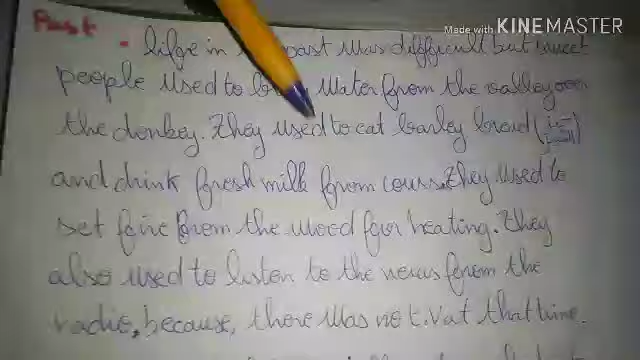 Made with KINEMASTER
Past
. life in past was difficult but sweet
people used to water from the valley on
the donkey. They used to eat barley bread (خبز الشعير)
and drink fresh milk from cows. They used to
set fire from the wood for heating. They
also used to listen to the news from the
radio, because, there was not t.v at that time.